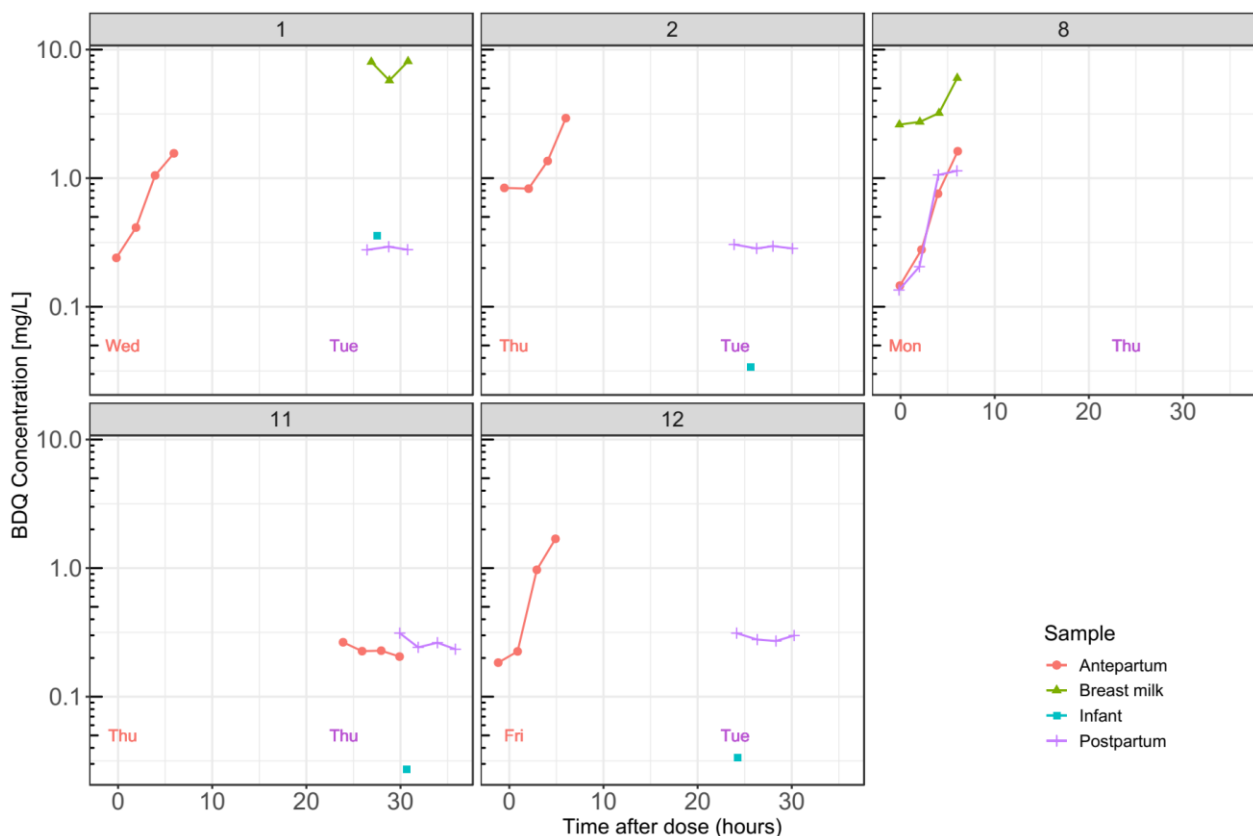 1 2 8
10.0
1.0
0.1
Wed Tue Thu Tue Mon Thu
0 10 20 30
11 12
10.0
1.0
0.1
Thu Thu Fri Tue
0 10 20 30 0 10 20 30
Time after dose (hours)
BDQ Concentration [mg/L]
Sample
Antepartum
Breast milk
Infant
Postpartum